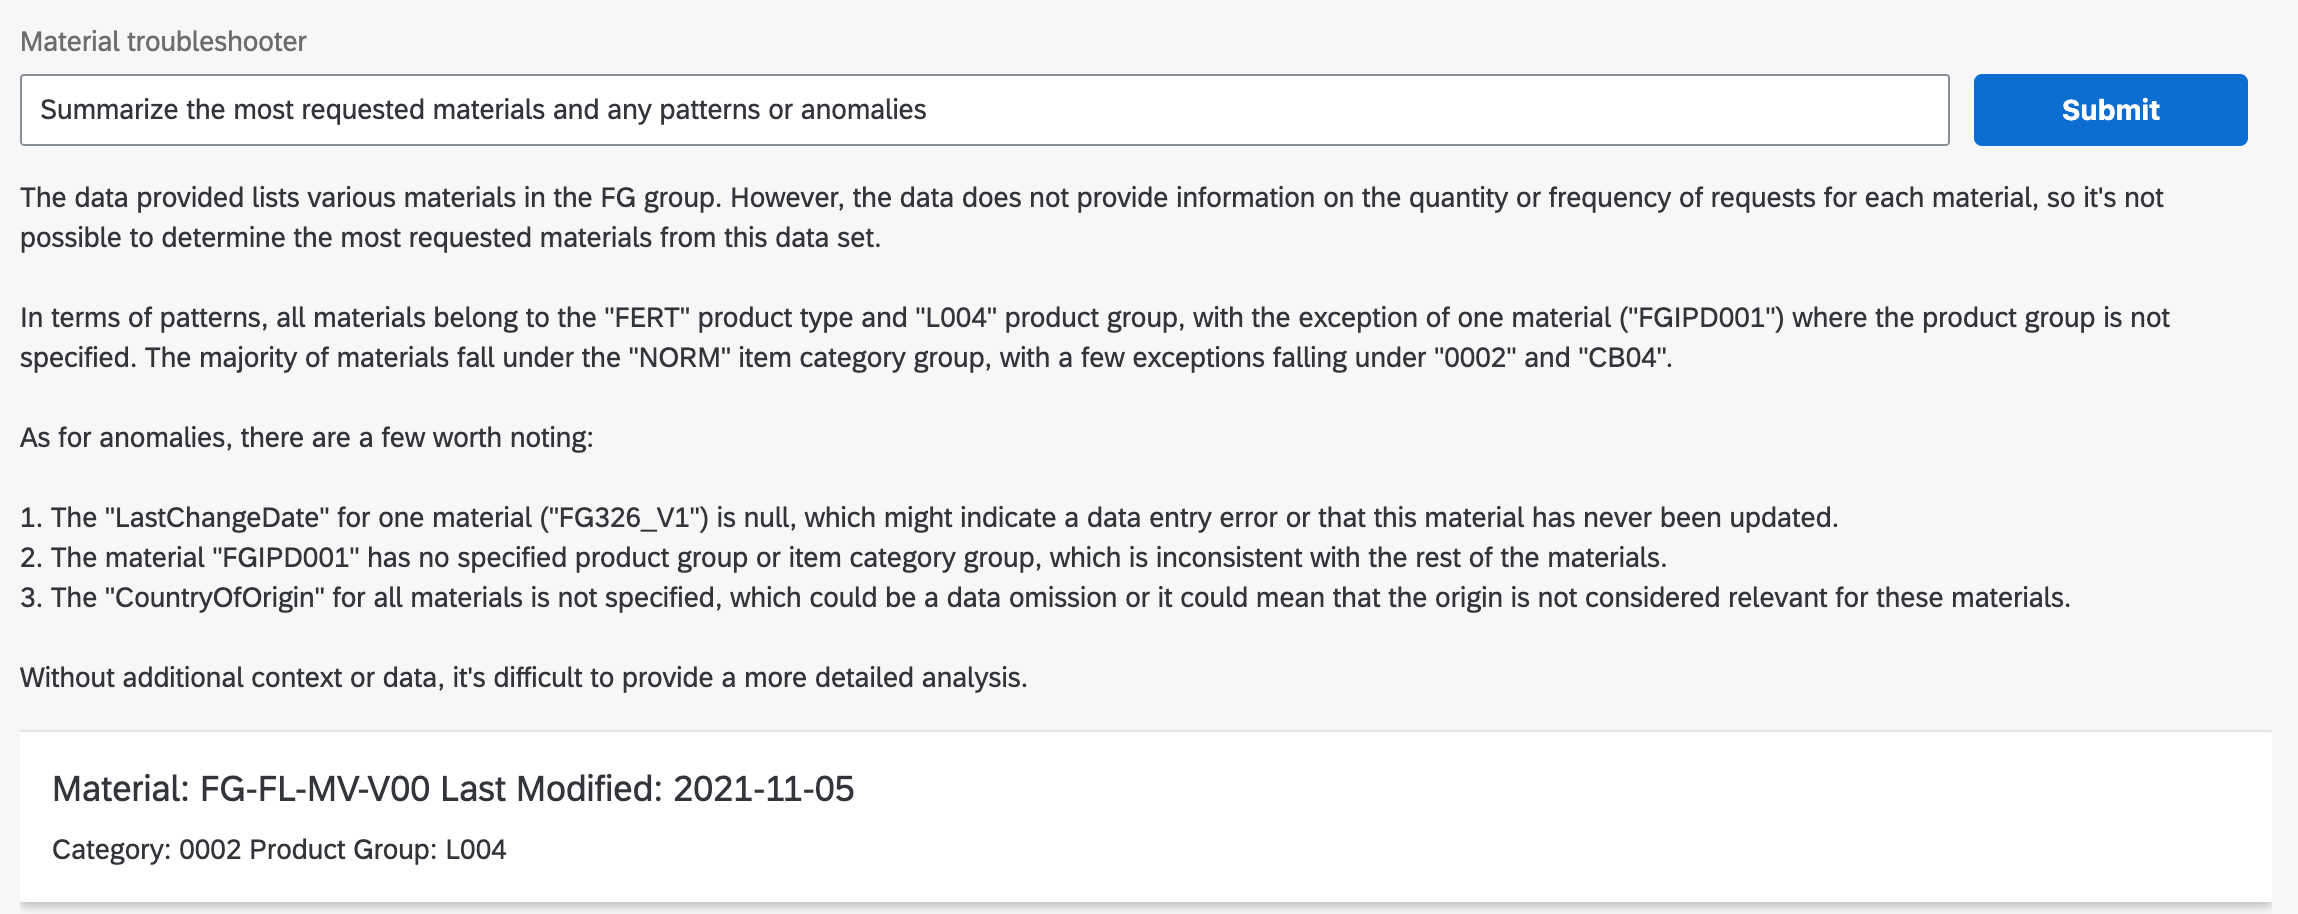 Material troubleshooter
Summarize the most requested materials and any patterns or anomalies
Submit
The data provided lists various materials in the FG group. However, the data does not provide information on the quantity or frequency of requests for each material, so it's not
possible to determine the most requested materials from this data set.
In terms of patterns, all materials belong to the "FERT" product type and "L004" product group, with the exception of one material ("FGIPD001") where the product group is not
specified. The majority of materials fall under the "NORM" item category group, with a few exceptions falling under "0002" and "CB04".
As for anomalies, there are a few worth noting:
1. The "LastChangeDate" for one material ("FG326_V1") is null, which might indicate a data entry error or that this material has never been updated.
2. The material "FGIPD001" has no specified product group or item category group, which is inconsistent with the rest of the materials.
3. The "CountryOfOrigin" for all materials is not specified, which could be a data omission or it could mean that the origin is not considered relevant for these materials.
Without additional context or data, it's difficult to provide a more detailed analysis.
Material: FG-FL-MV-V00 Last Modified: 2021-11-05
Category: 0002 Product Group: L004